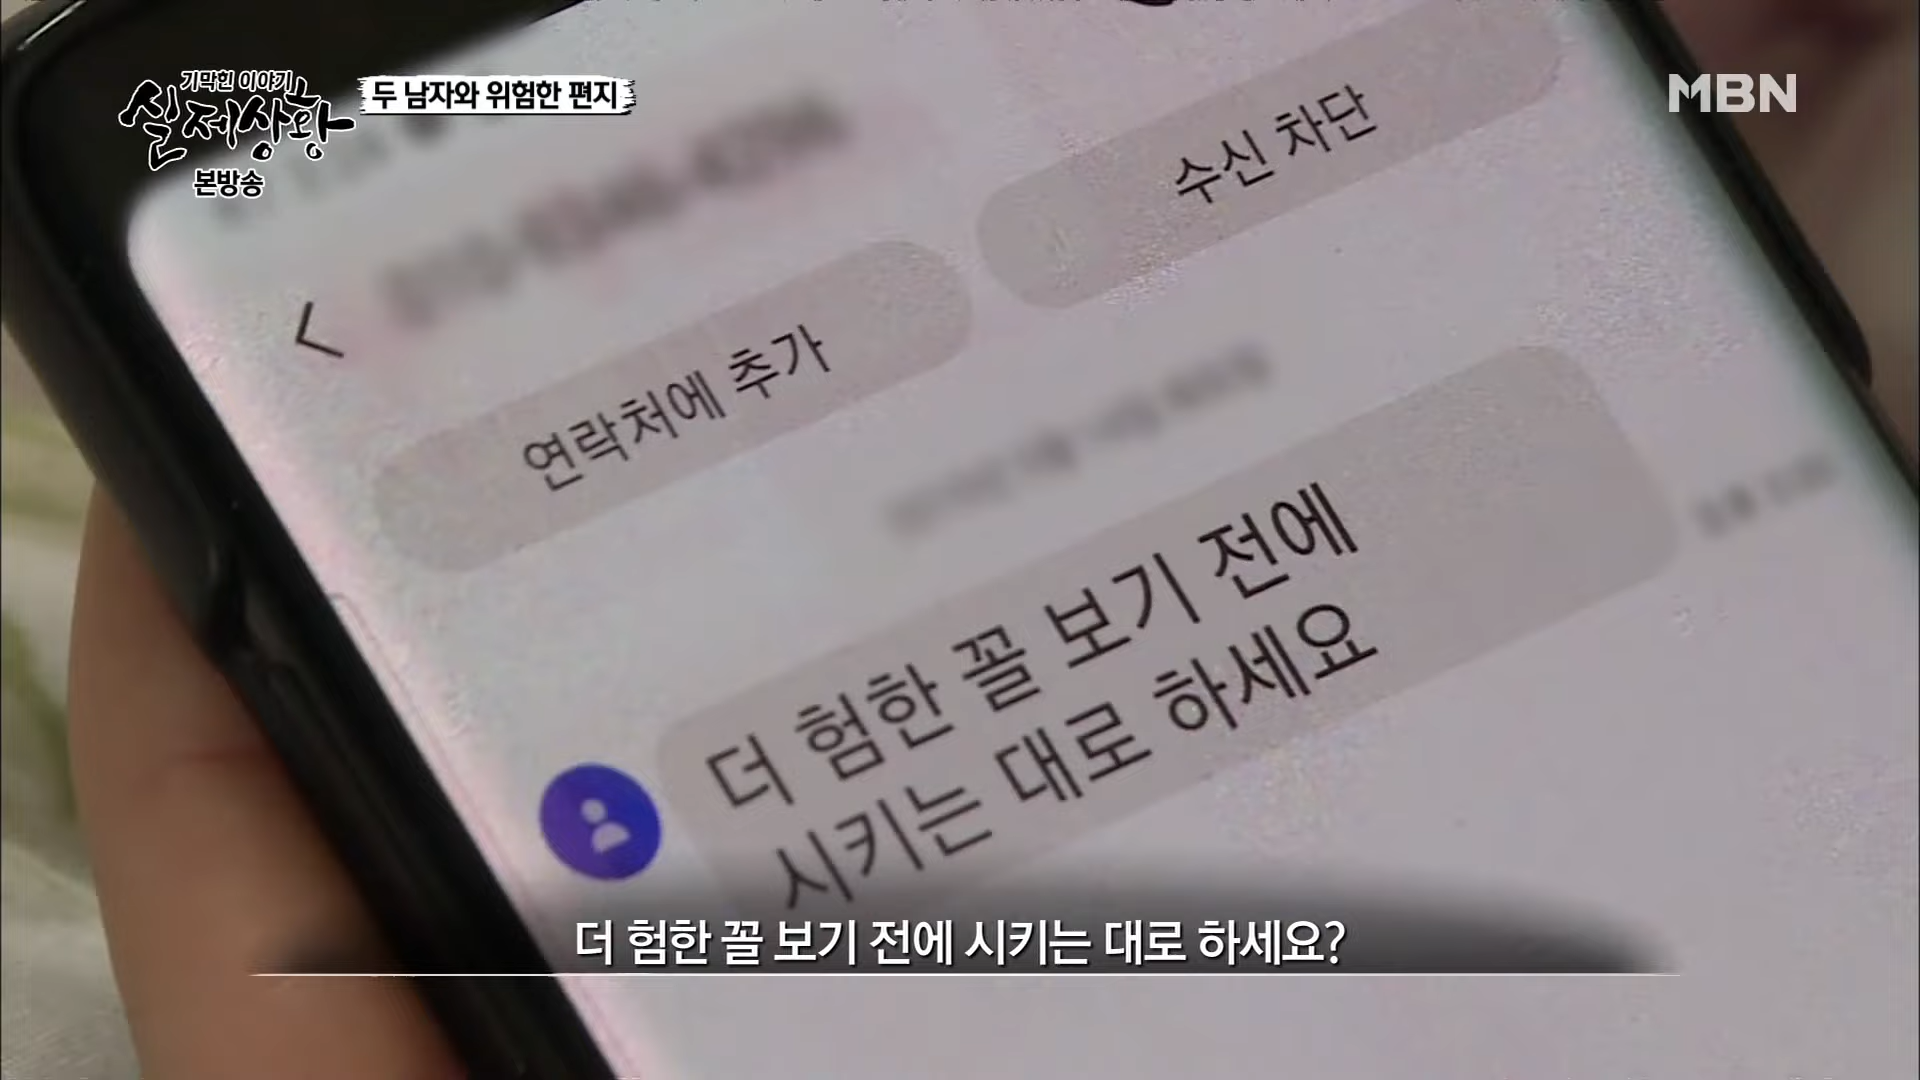 기막힌 이야기
실제상황
본방송
두 남자와 위험한 편지
MBN
수신 차단
연락처에 추가
더 험한 꼴 보기 전에
시키는 대로 하세요
더 험한 꼴 보기 전에 시키는 대로 하세요?